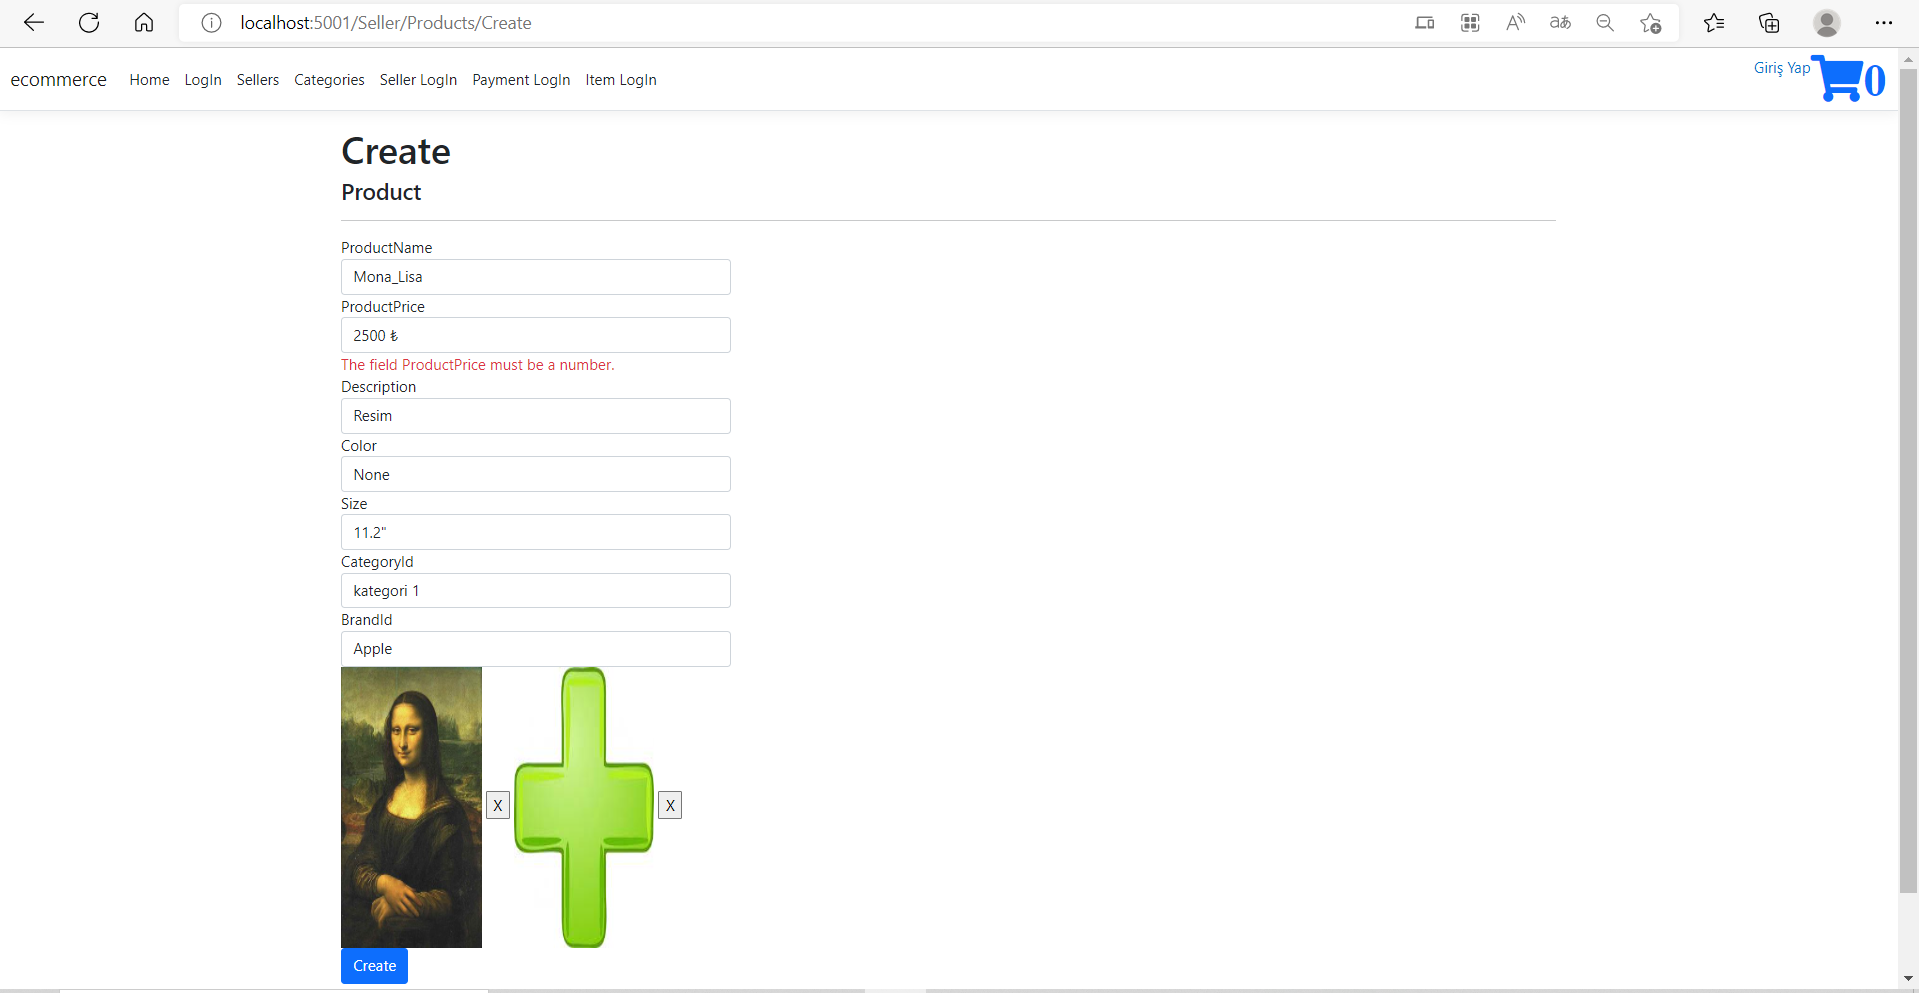 localhost:5001/Seller/Products/Create
ecommerce Home LogIn Sellers Categories Seller LogIn Payment LogIn Item LogIn Giriş Yap 0
Create
Product
ProductName
Mona_Lisa
ProductPrice
2500 ₺
The field ProductPrice must be a number.
Description
Resim
Color
None
Size
11.2"
CategoryId
kategori 1
BrandId
Apple
X X
Create